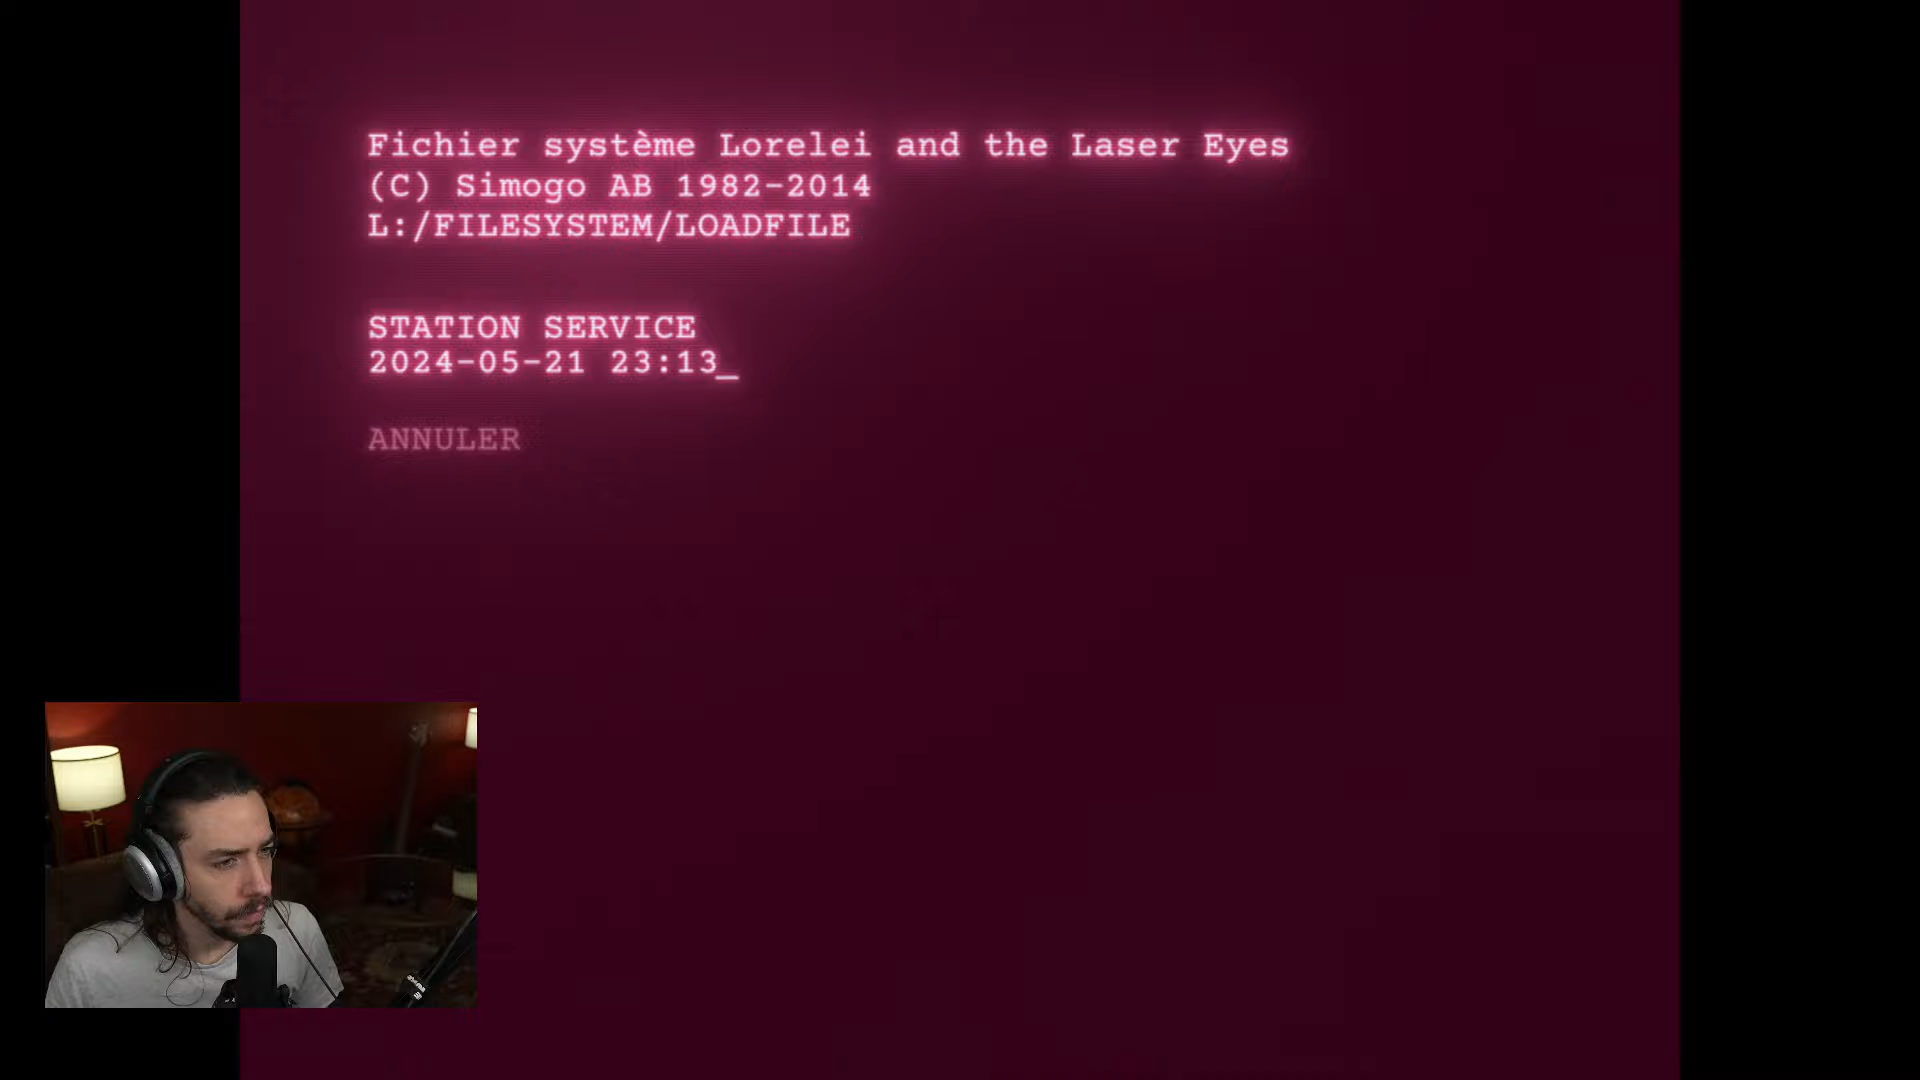 Fichier système Lorelei and the Laser Eyes
(C) Simogo AB 1982-2014
L:/FILESYSTEM/LOADFILE
STATION SERVICE
2024-05-21 23:13_
ANNULER